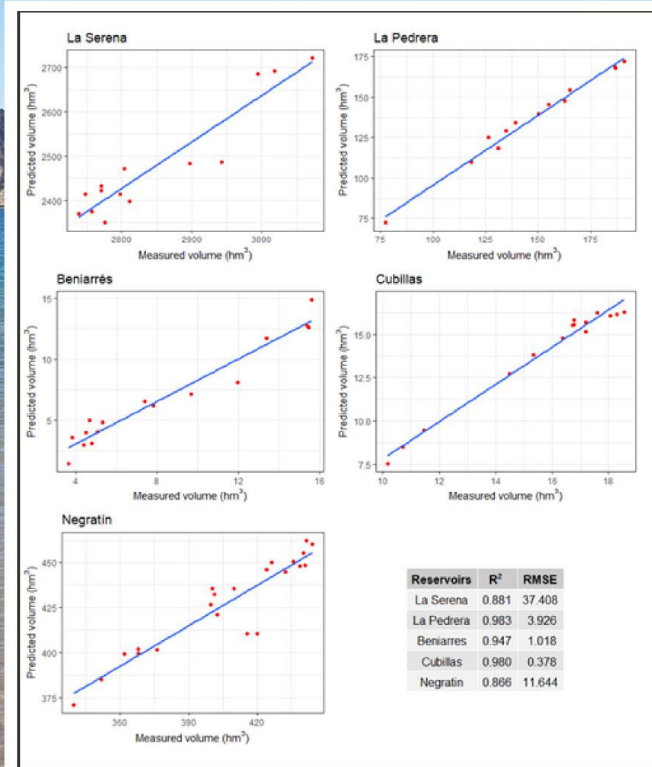 La Serena
Predicted volume (hm³)
2700
2600
2500
2400
2800 2900 3000
Measured volume (hm³)
La Pedrera
Predicted volume (hm³)
175
150
125
100
75
75 100 125 150 175
Measured volume (hm³)
Beniarrés
Predicted volume (hm³)
15
10
5
4 8 12 16
Measured volume (hm³)
Cubillas
Predicted volume (hm³)
15.0
12.5
10.0
7.5
10 12 14 16 18
Measured volume (hm³)
Negratín
Predicted volume (hm³)
450
425
400
375
360 390 420
Measured volume (hm³)
Reservoirs R² RMSE
La Serena 0.881 37.408
La Pedrera 0.983 3.926
Beniarres 0.947 1.018
Cubillas 0.980 0.378
Negratin 0.866 11.644